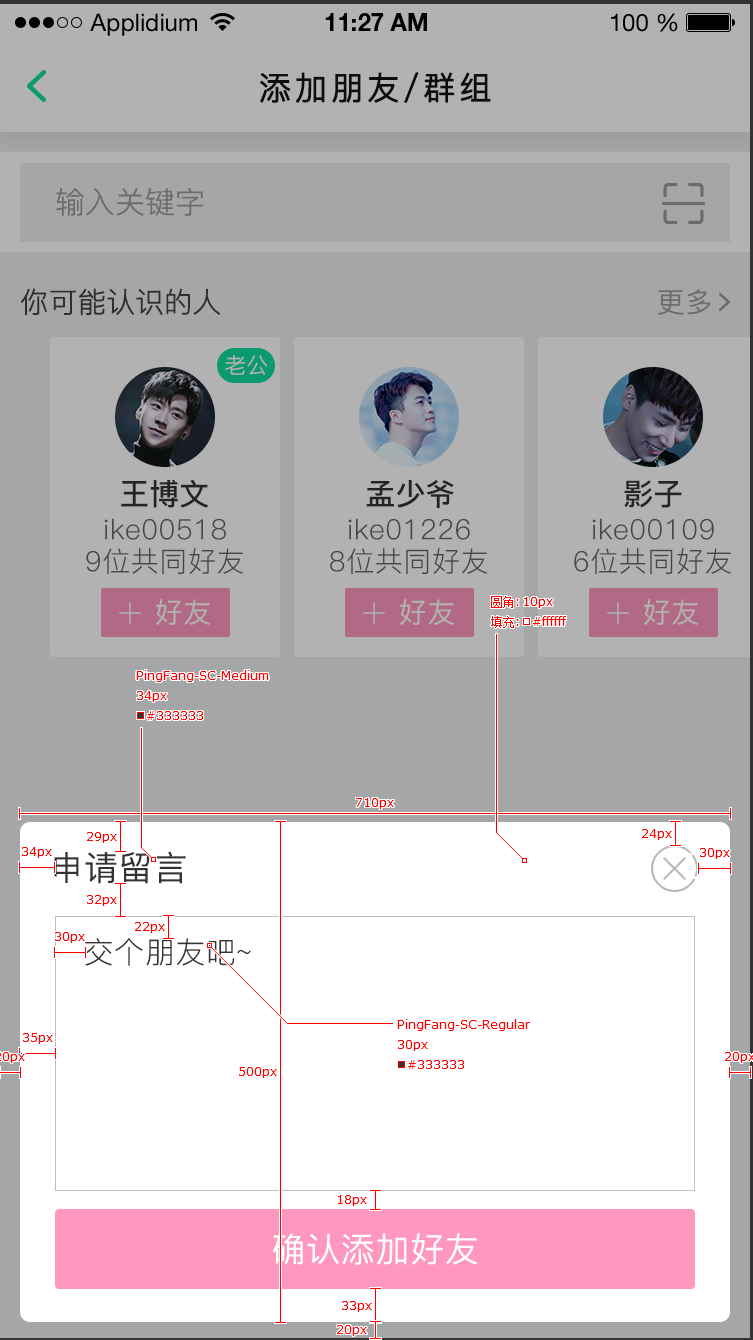 Applidium 11:27 AM 100 %
添加朋友/群组
输入关键字
你可能认识的人 更多
老公
王博文 孟少爷 影子
ike00518 ike01226 ike00109
9位共同好友 8位共同好友 6位共同好友
+ 好友 + 好友 + 好友
圆角: 10px
填充: #ffffff
PingFang-SC-Medium
34px
#333333
710px
29px 24px
34px 申请留言 30px
32px
22px
30px 交个朋友吧~
PingFang-SC-Regular
30px
#333333
35px
20px 20px
500px
18px
确认添加好友
33px
20px